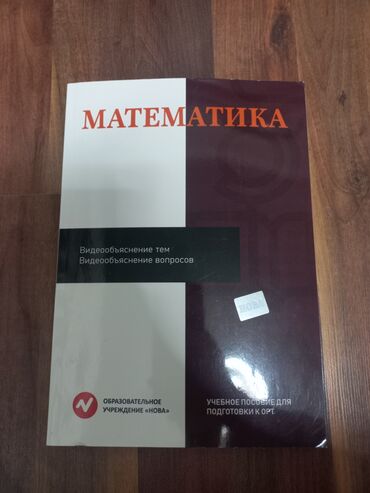 МАТЕМАТИКА
Видеообъяснение тем
Видеообъяснение вопросов
ОБРАЗОВАТЕЛЬНОЕ
УЧРЕЖДЕНИЕ «НОВА»
УЧЕБНОЕ ПОСОБИЕ ДЛЯ
ПОДГОТОВКИ К ОРТ